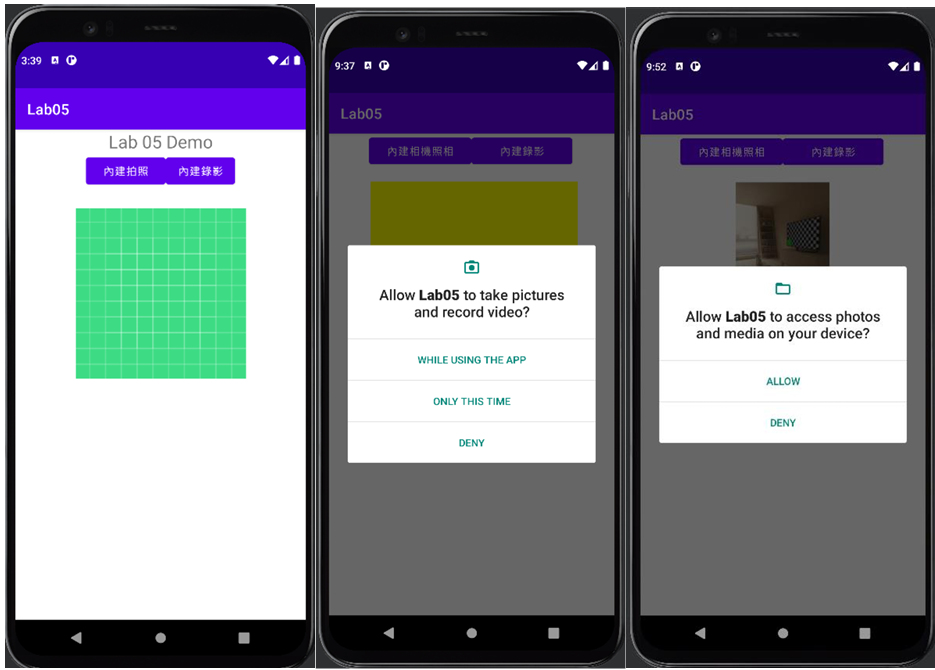 3:39
Lab05
Lab 05 Demo
內建拍照
內建錄影
9:37
Lab05
內建相機照相
內建錄影
Allow Lab05 to take pictures
and record video?
WHILE USING THE APP
ONLY THIS TIME
DENY
9:52
Lab05
內建相機照相
內建錄影
Allow Lab05 to access photos
and media on your device?
ALLOW
DENY